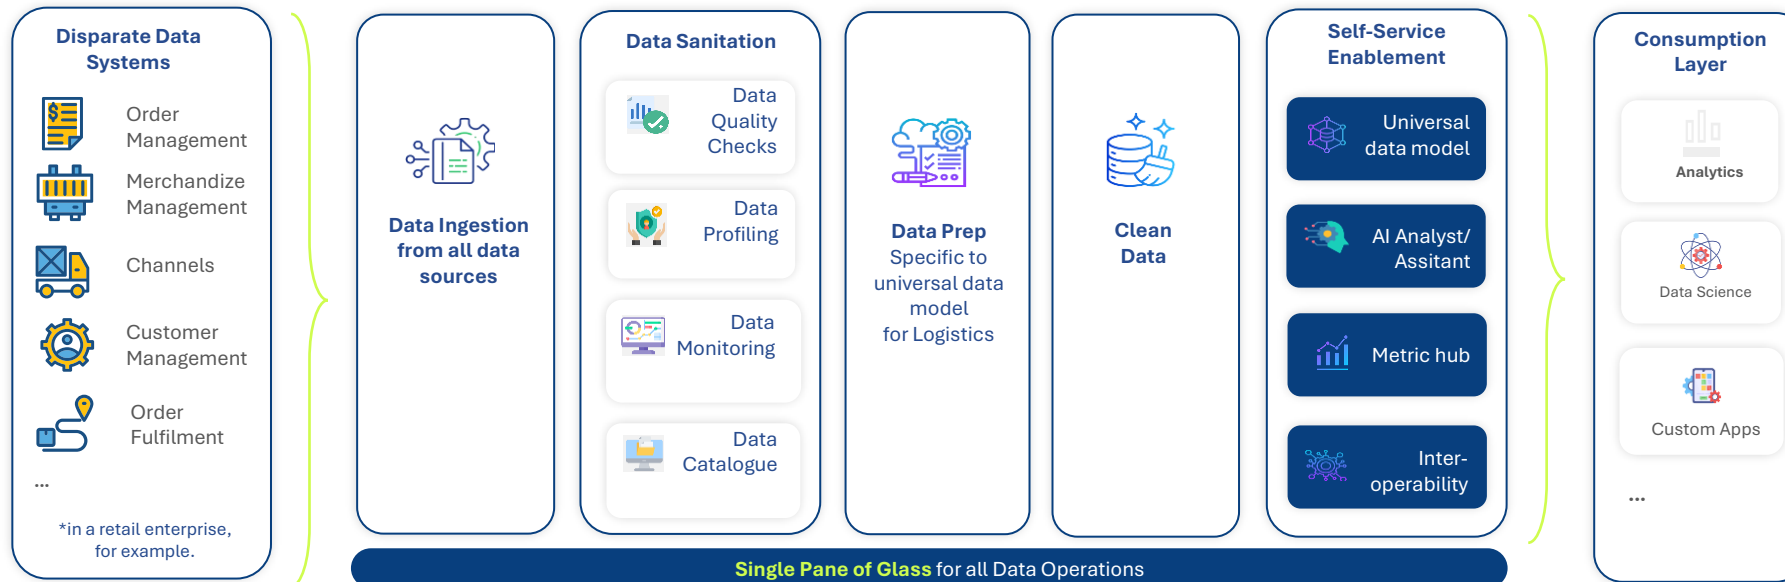 Disparate Data
Systems
Order
Management
Merchandize
Management
Channels
Customer
Management
Order
Fulfilment
...
*in a retail enterprise,
for example.
Data Ingestion
from all data
sources
Data Sanitation
Data
Quality
Checks
Data
Profiling
Data
Monitoring
Data
Catalogue
Data Prep
Specific to
universal data
model
for Logistics
Clean
Data
Self-Service
Enablement
Universal
data model
AI Analyst/
Assitant
Metric hub
Inter-
operability
Single Pane of Glass for all Data Operations
Consumption
Layer
Analytics
Data Science
Custom Apps
...